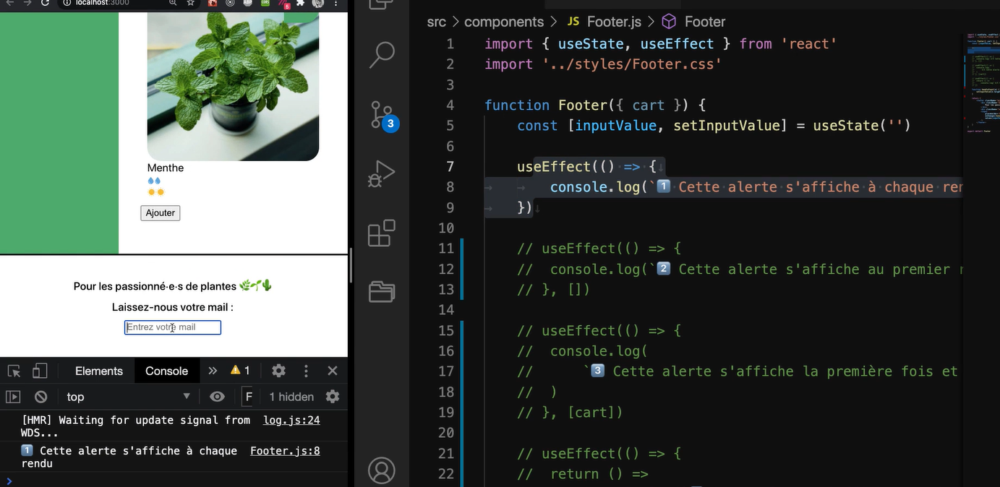 localhost:3000
Menthe
Ajouter
Pour les passionné·e·s de plantes 🌿🌱🌵
Laissez-nous votre mail :
Entrez votre mail
Elements Console » 1
top F 1 hidden
[HMR] Waiting for update signal from log.js:24
WDS...
1️⃣ Cette alerte s'affiche à chaque Footer.js:8
rendu
src > components > JS Footer.js > Footer
1 import { useState, useEffect } from 'react'
2 import '../styles/Footer.css'
3
4 function Footer({ cart }) {
5 const [inputValue, setInputValue] = useState('')
6
7 useEffect(() => {
8 console.log(`1️⃣ Cette alerte s'affiche à chaque ren
9 })
10
11 // useEffect(() => {
12 // console.log(`2️⃣ Cette alerte s'affiche au premier r
13 // }, [])
14
15 // useEffect(() => {
16 // console.log(
17 // `3️⃣ Cette alerte s'affiche la première fois et
18 // )
19 // }, [cart])
20
21 // useEffect(() => {
22 // return () =>
3